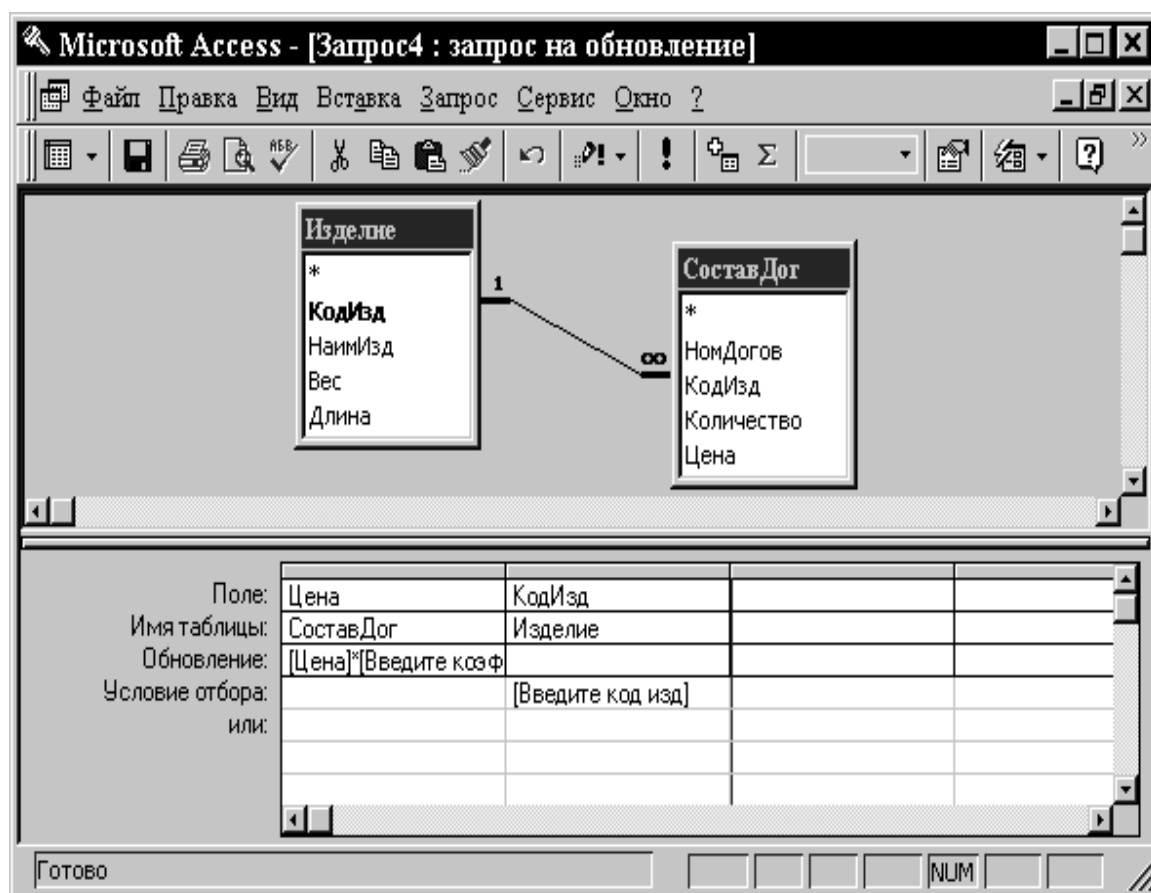 Microsoft Access - [Запрос4 : запрос на обновление]
Файл Правка Вид Вставка Запрос Сервис Окно ?
АБВ
Изделие
*
КодИзд
НаимИзд
Вес
Длина
1
∞
СоставДог
*
НомДогов
КодИзд
Количество
Цена
Поле: Цена КодИзд
Имя таблицы: СоставДог Изделие
Обновление: [Цена]*[Введите коэф
Условие отбора: [Введите код изд]
или:
Готово NUM